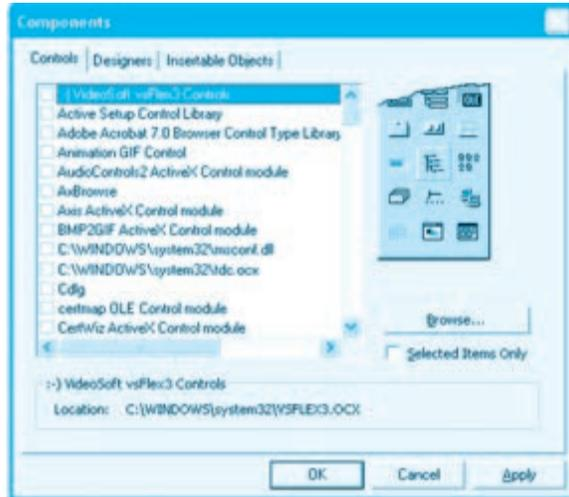 Components
Controls
Designers
Insertable Objects
:-) VideoSoft vsFlex3 Controls
Active Setup Control Library
Adobe Acrobat 7.0 Browser Control Type Library
Animation GIF Control
AudioControls2 ActiveX Control module
AxBrowse
Axis ActiveX Control module
BMP2GIF ActiveX Control module
C:\WINDOWS\system32\msconf.dll
C:\WINDOWS\system32\tdc.ocx
Cdlg
certmap OLE Control module
CertWiz ActiveX Control module
Browse...
Selected Items Only
:-) VideoSoft vsFlex3 Controls
Location: C:\WINDOWS\system32\VSFLEX3.OCX
OK
Cancel
Apply